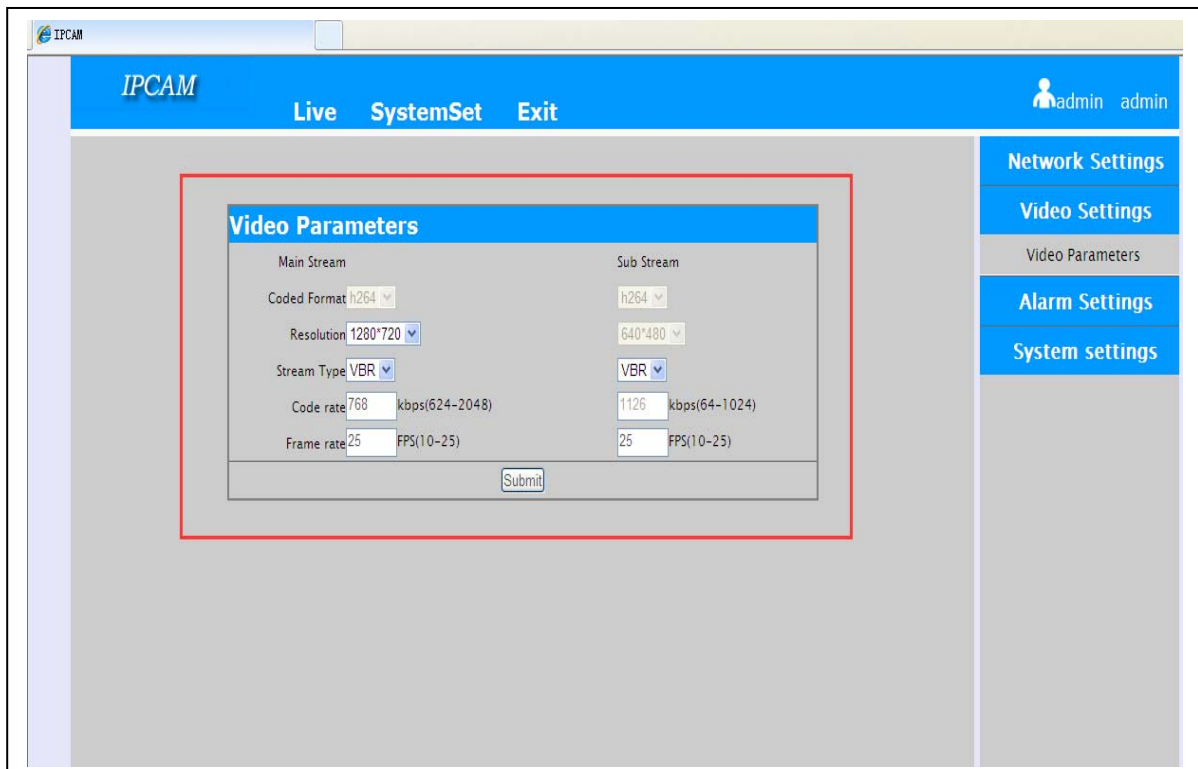 IPCAM
IPCAM
Live SystemSet Exit
admin admin
Network Settings
Video Settings
Video Parameters
Alarm Settings
System settings
Video Parameters
Main Stream Sub Stream
Coded Format h264 h264
Resolution 1280*720 640*480
Stream Type VBR VBR
Code rate 768 kbps(624-2048) 1126 kbps(64-1024)
Frame rate 25 FPS(10-25) 25 FPS(10-25)
Submit